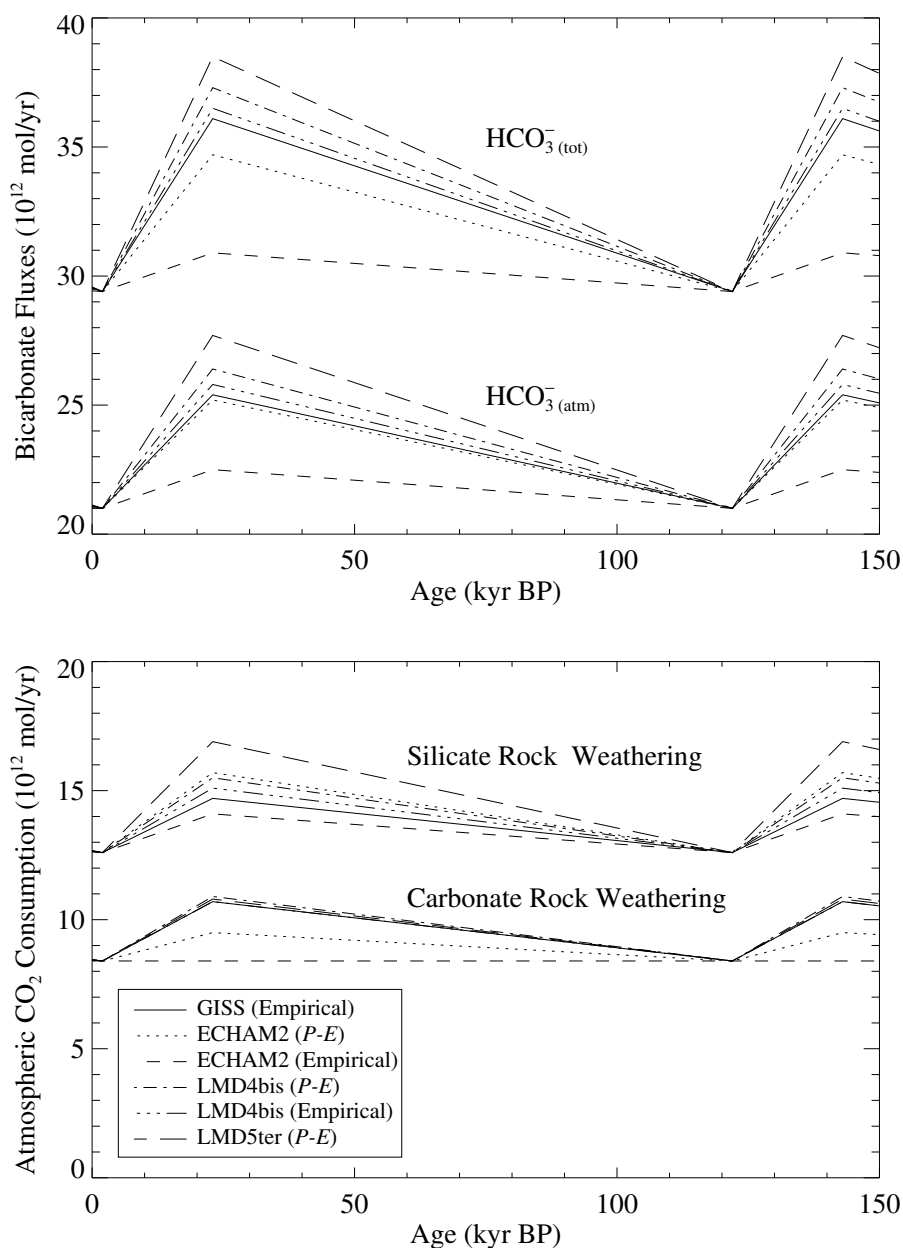 40
35
30
25
20
Bicarbonate Fluxes (10¹² mol/yr)
HCO₃⁻ (tot)
HCO₃⁻ (atm)
0 50 100 150
Age (kyr BP)
20
15
10
5
0
Atmospheric CO₂ Consumption (10¹² mol/yr)
Silicate Rock Weathering
Carbonate Rock Weathering
GISS (Empirical)
ECHAM2 (P-E)
ECHAM2 (Empirical)
LMD4bis (P-E)
LMD4bis (Empirical)
LMD5ter (P-E)
0 50 100 150
Age (kyr BP)